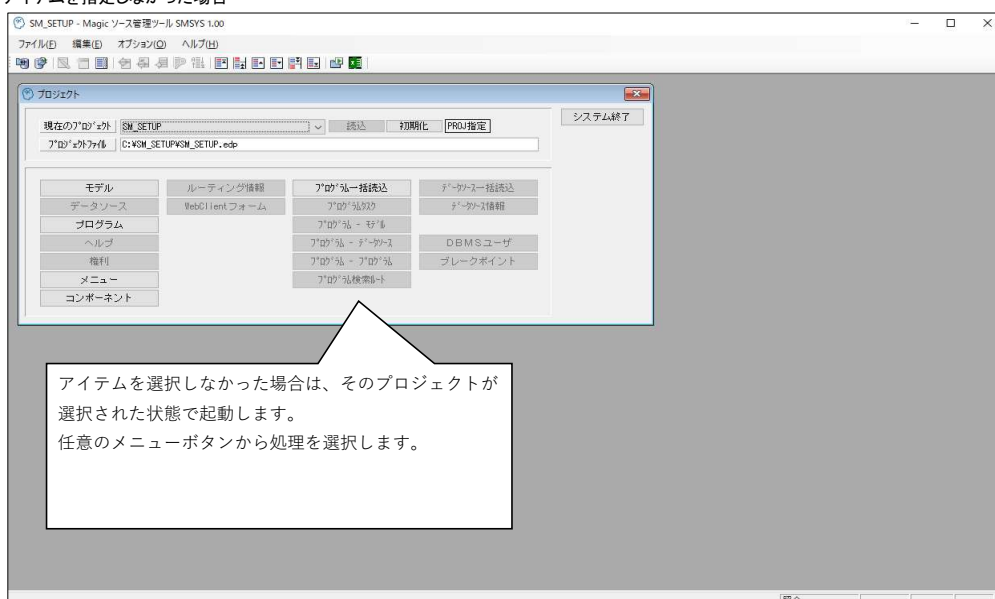 アイテムを指定しなかった場合
SM_SETUP - Magic ソース管理ツール SMSYS 1.00
ファイル(F) 編集(E) オプション(O) ヘルプ(H)
プロジェクト
現在のﾌﾟﾛｼﾞｪｸﾄ SM_SETUP 読込 初期化 PROJ指定 システム終了
ﾌﾟﾛｼﾞｪｸﾄﾌｧｲﾙ C:¥SM_SETUP¥SM_SETUP.edp
モデル ルーティング情報 ﾌﾟﾛｸﾞﾗﾑ一括読込 ﾃﾞｰﾀｿｰｽ一括読込
データソース WebClientフォーム ﾌﾟﾛｸﾞﾗﾑﾀｽｸ ﾃﾞｰﾀｿｰｽ情報
プログラム ﾌﾟﾛｸﾞﾗﾑ - ﾓﾃﾞﾙ
ヘルプ ﾌﾟﾛｸﾞﾗﾑ - ﾃﾞｰﾀｿｰｽ DBMSユーザ
権利 ﾌﾟﾛｸﾞﾗﾑ - ﾌﾟﾛｸﾞﾗﾑ ブレークポイント
メニュー ﾌﾟﾛｸﾞﾗﾑ検索ﾙｰﾄ
コンポーネント
アイテムを選択しなかった場合は、そのプロジェクトが
選択された状態で起動します。
任意のメニューボタンから処理を選択します。